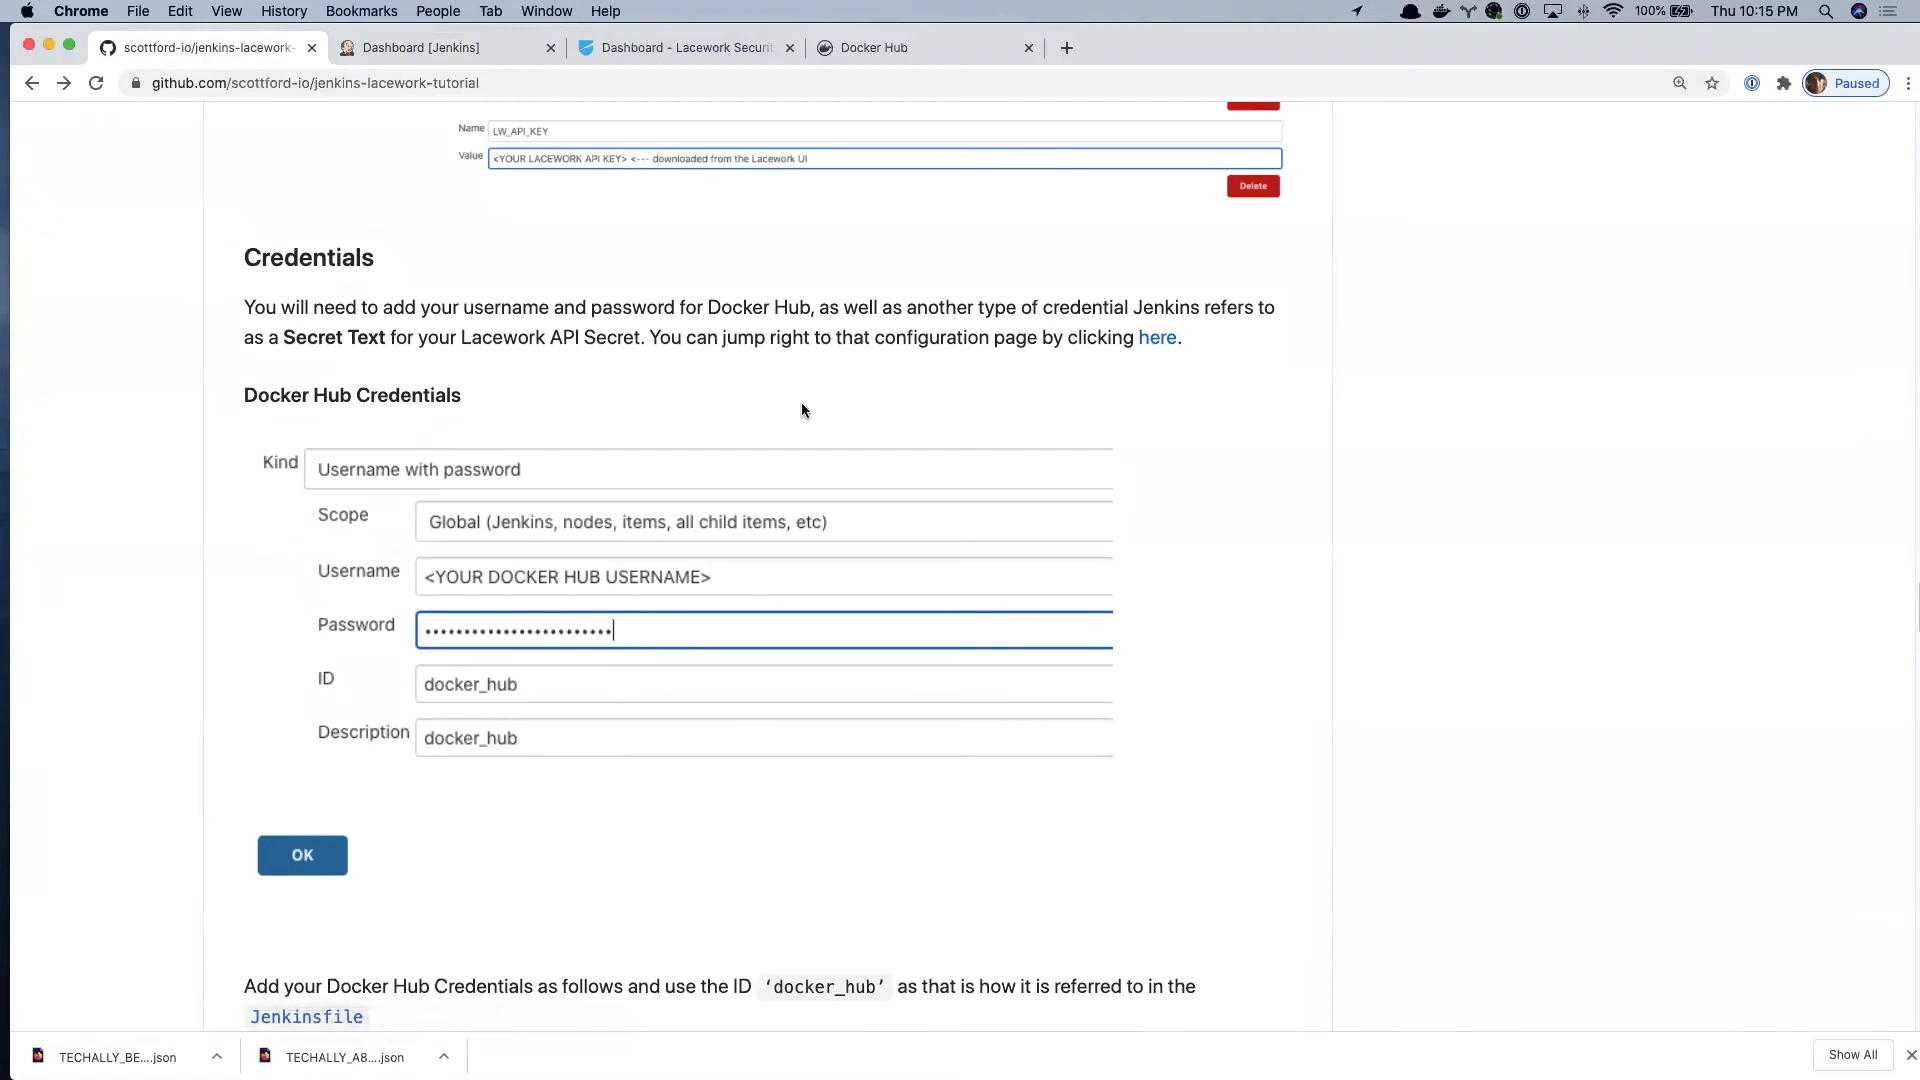 Chrome File Edit View History Bookmarks People Tab Window Help 100% Thu 10:15 PM
scottford-io/jenkins-lacework- Dashboard [Jenkins] Dashboard - Lacework Securit Docker Hub
github.com/scottford-io/jenkins-lacework-tutorial Paused
Name LW_API_KEY
Value <YOUR LACEWORK API KEY> <--- downloaded from the Lacework UI
Delete
Credentials
You will need to add your username and password for Docker Hub, as well as another type of credential Jenkins refers to
as a Secret Text for your Lacework API Secret. You can jump right to that configuration page by clicking here.
Docker Hub Credentials
Kind Username with password
Scope Global (Jenkins, nodes, items, all child items, etc)
Username <YOUR DOCKER HUB USERNAME>
Password
ID docker_hub
Description docker_hub
OK
Add your Docker Hub Credentials as follows and use the ID ‘docker_hub’ as that is how it is referred to in the
Jenkinsfile
TECHALLY_BE....json TECHALLY_A8....json Show All